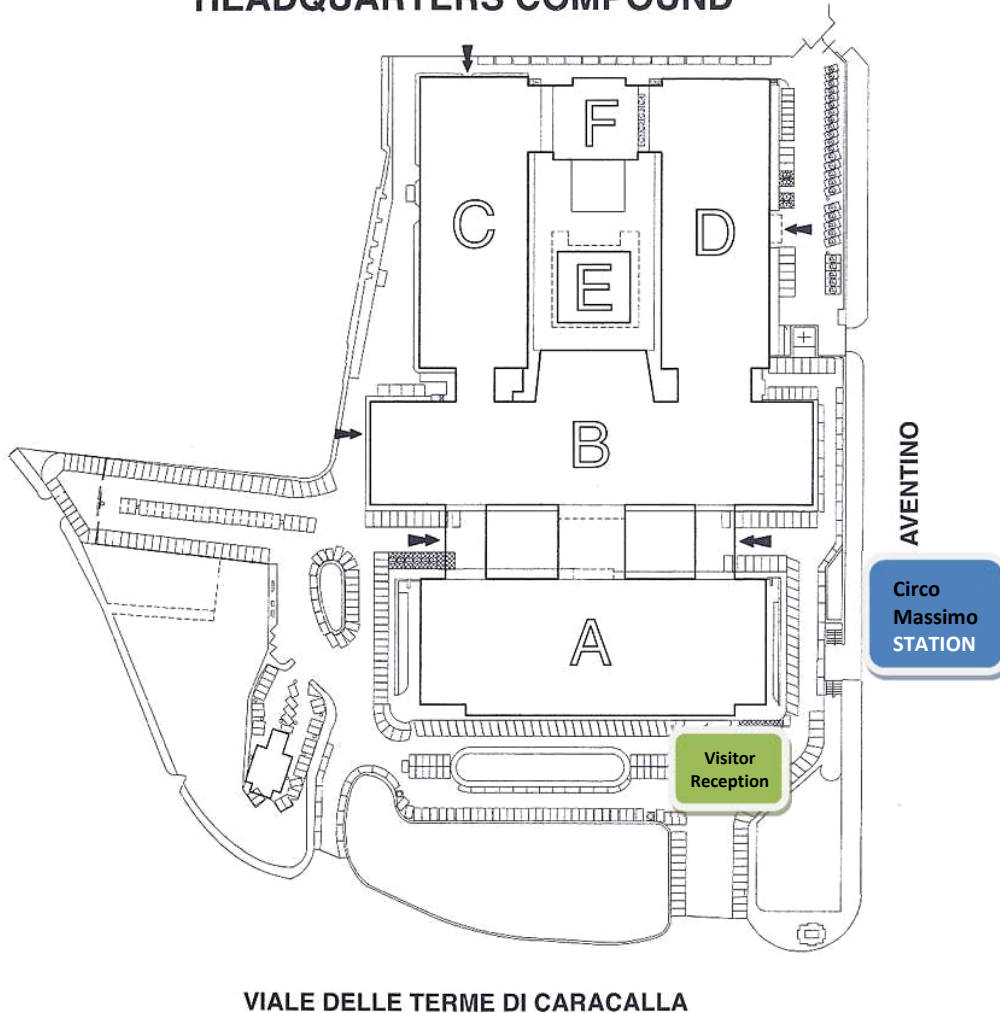 HEADQUARTERS COMPOUND
F
C
D
E
B
AVENTINO
Circo
Massimo
STATION
A
Visitor
Reception
VIALE DELLE TERME DI CARACALLA